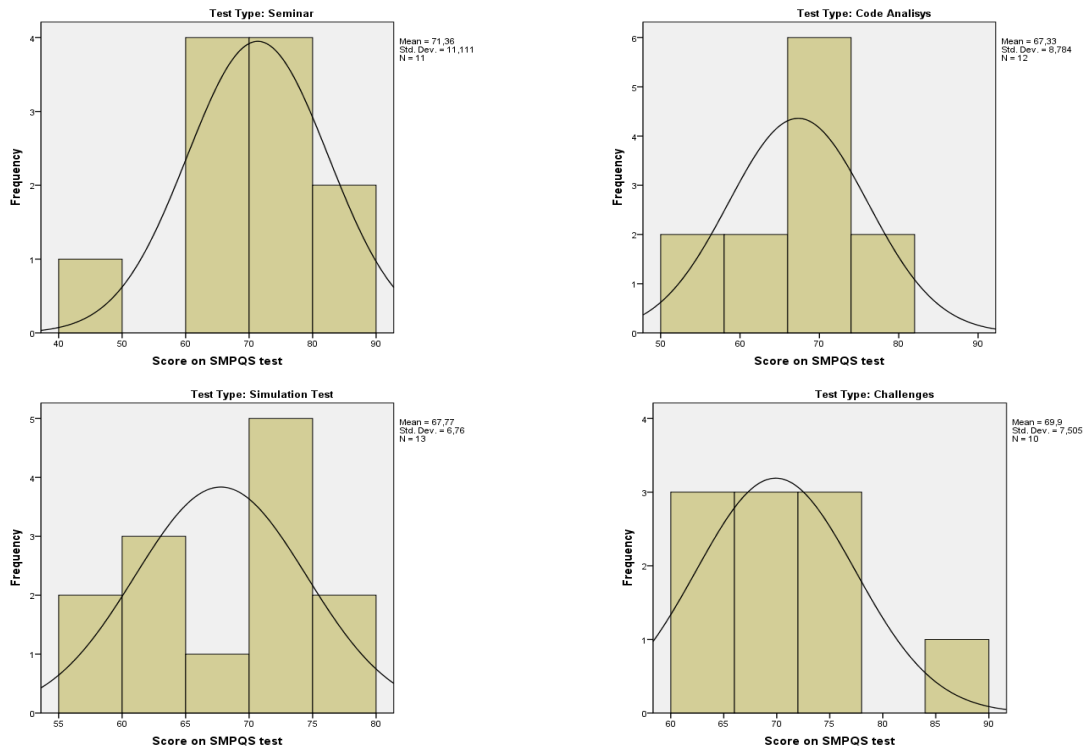 Test Type: Seminar
Mean = 71,36
Std. Dev. = 11,111
N = 11
Frequency
4
3
2
1
0
40 50 60 70 80 90
Score on SMPQS test
Test Type: Code Analisys
Mean = 67,33
Std. Dev. = 8,784
N = 12
Frequency
6
5
4
3
2
1
0
50 60 70 80 90
Score on SMPQS test
Test Type: Simulation Test
Mean = 67,77
Std. Dev. = 6,76
N = 13
Frequency
5
4
3
2
1
0
55 60 65 70 75 80
Score on SMPQS test
Test Type: Challenges
Mean = 69,9
Std. Dev. = 7,505
N = 10
Frequency
4
3
2
1
0
60 65 70 75 80 85 90
Score on SMPQS test